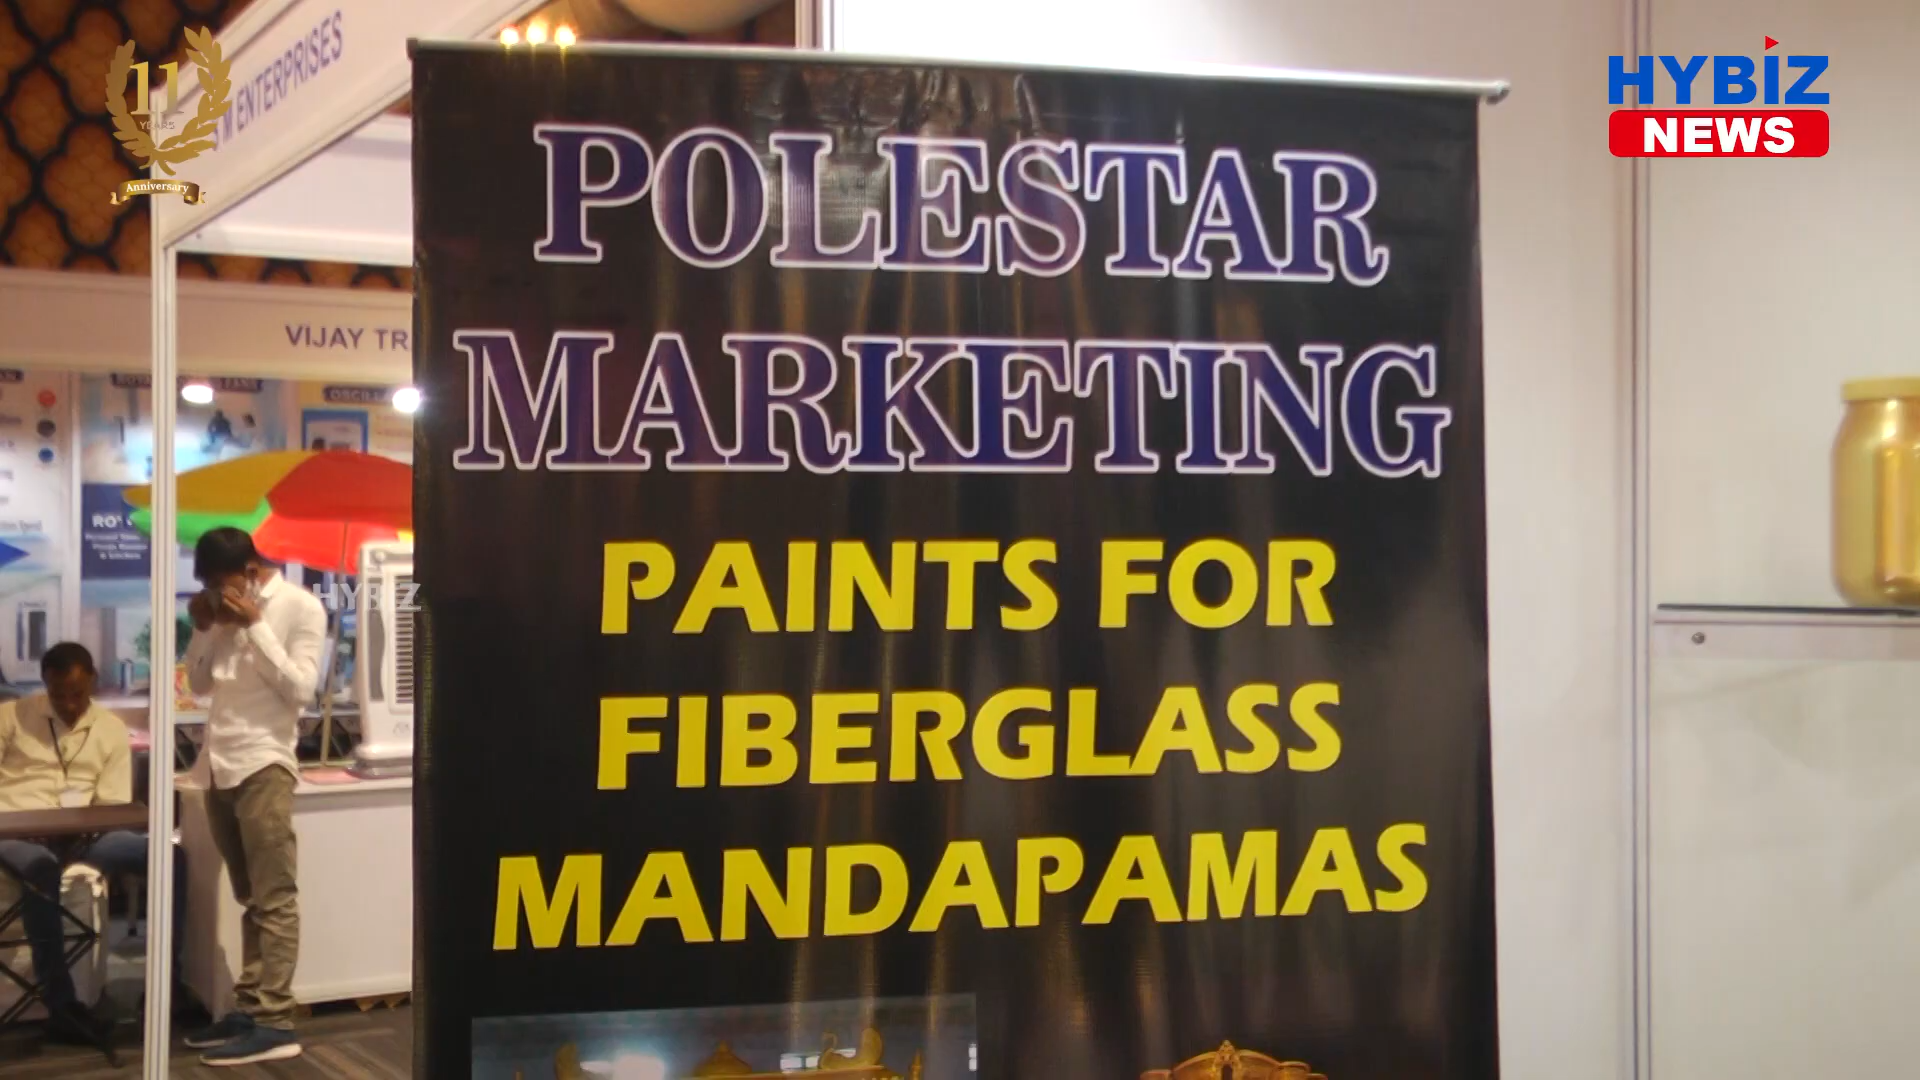 11
YEARS
Anniversary
M ENTERPRISES
HYBIZ
NEWS
POLESTAR
MARKETING
PAINTS FOR
FIBERGLASS
MANDAPAMAS
VIJAY TR
HYBIZ